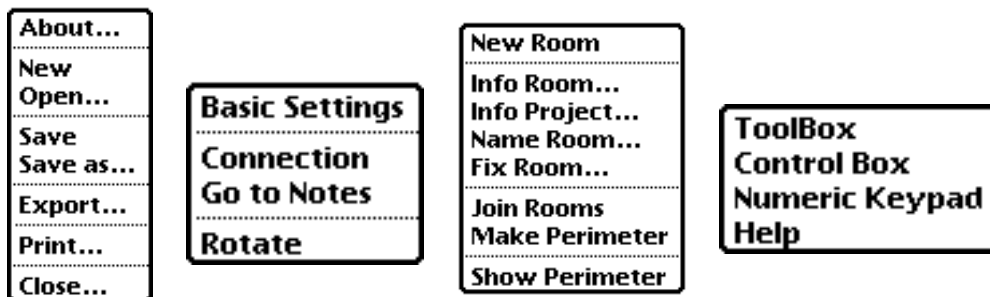 About...
New
Open...
Save
Save as...
Export...
Print...
Close...
Basic Settings
Connection
Go to Notes
Rotate
New Room
Info Room...
Info Project...
Name Room...
Fix Room...
Join Rooms
Make Perimeter
Show Perimeter
ToolBox
Control Box
Numeric Keypad
Help